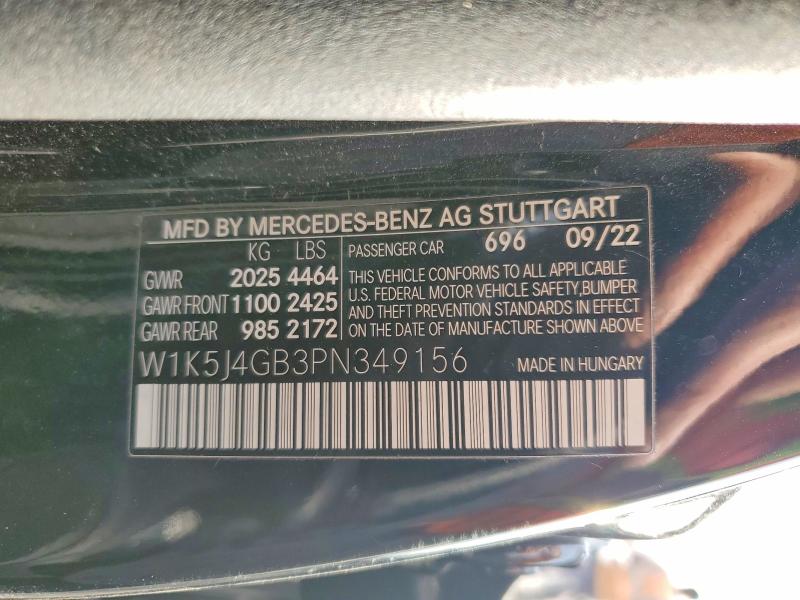 MFD BY MERCEDES-BENZ AG STUTTGART
KG LBS PASSENGER CAR 696 09/22
GVWR 2025 4464
GAWR FRONT 1100 2425
GAWR REAR 985 2172
THIS VEHICLE CONFORMS TO ALL APPLICABLE
U.S. FEDERAL MOTOR VEHICLE SAFETY,BUMPER
AND THEFT PREVENTION STANDARDS IN EFFECT
ON THE DATE OF MANUFACTURE SHOWN ABOVE
W1K5J4GB3PN349156 MADE IN HUNGARY